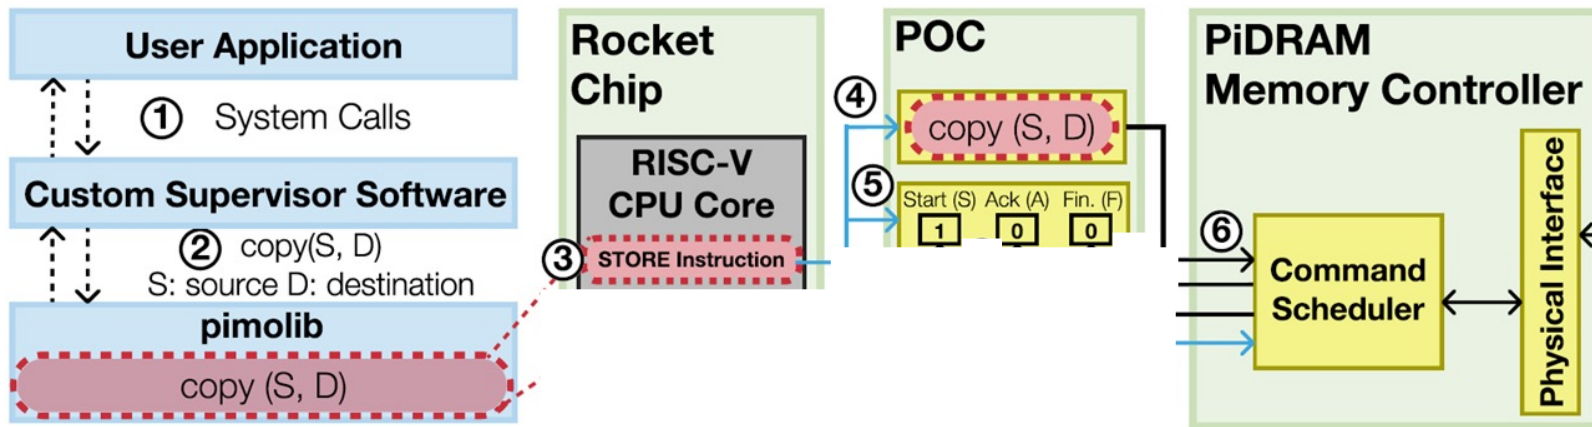 User Application
① System Calls
Custom Supervisor Software
② copy(S, D)
S: source D: destination
pimolib
copy (S, D)
Rocket
Chip
RISC-V
CPU Core
③ STORE Instruction
POC
④ copy (S, D)
⑤ Start (S) Ack (A) Fin. (F)
1 0 0
PiDRAM
Memory Controller
⑥ Command
Scheduler
Physical Interface